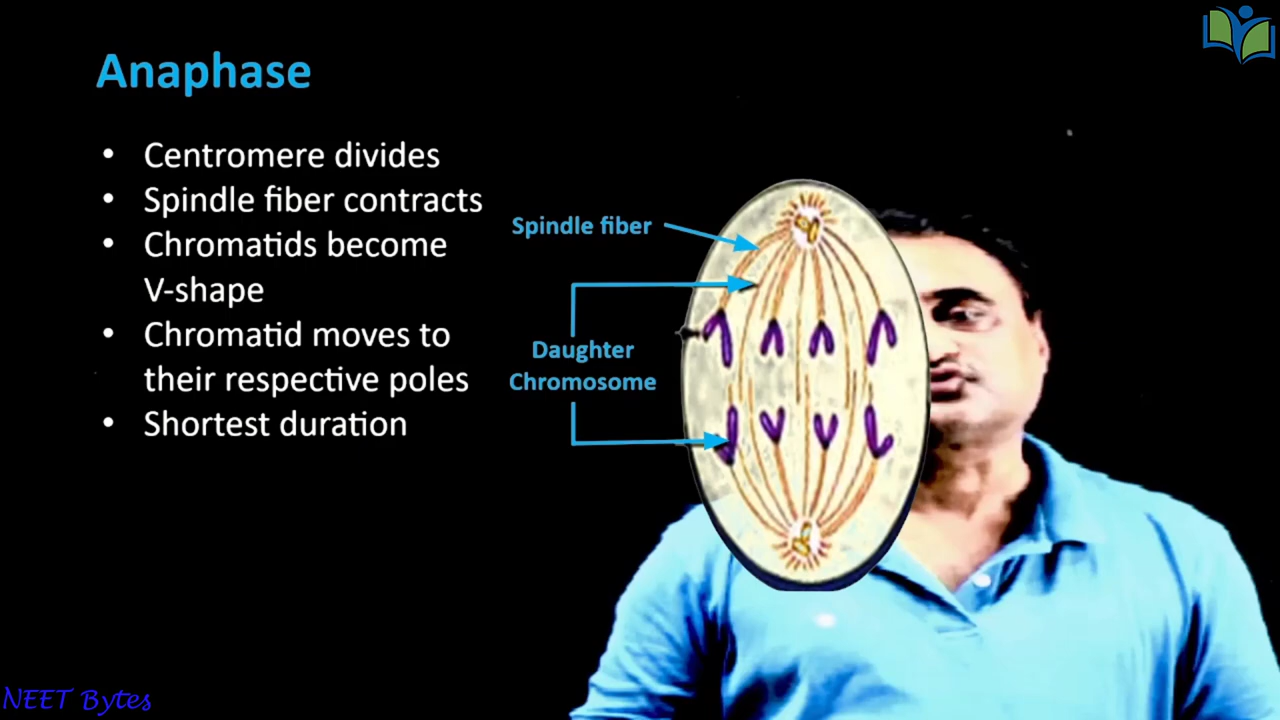 Anaphase
• Centromere divides
• Spindle fiber contracts
• Chromatids become
V-shape
• Chromatid moves to
their respective poles
• Shortest duration
Spindle fiber
Daughter
Chromosome
NEET Bytes